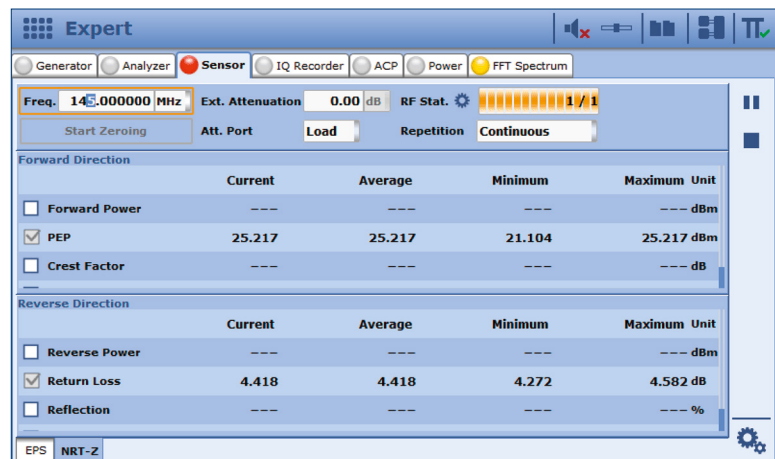 Expert
Generator Analyzer Sensor IQ Recorder ACP Power FFT Spectrum
Freq. 145.000000 MHz Ext. Attenuation 0.00 dB RF Stat. 1 / 1
Start Zeroing Att. Port Load Repetition Continuous
Forward Direction
Current Average Minimum Maximum Unit
Forward Power --- --- --- --- dBm
PEP 25.217 25.217 21.104 25.217 dBm
Crest Factor --- --- --- --- dB
Reverse Direction
Current Average Minimum Maximum Unit
Reverse Power --- --- --- --- dBm
Return Loss 4.418 4.418 4.272 4.582 dB
Reflection --- --- --- --- %
EPS NRT-Z